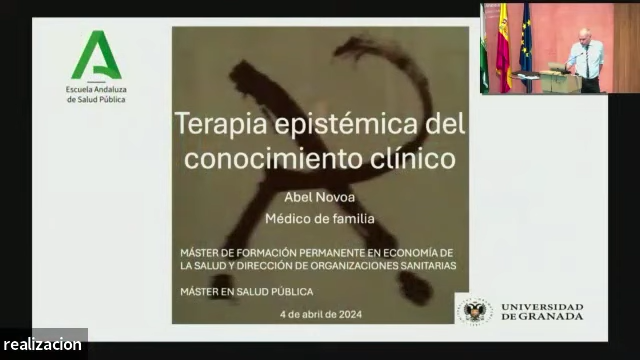 Escuela Andaluza
de Salud Pública
Terapia epistémica del
conocimiento clínico
Abel Novoa
Médico de familia
MÁSTER DE FORMACIÓN PERMANENTE EN ECONOMÍA DE
LA SALUD Y DIRECCIÓN DE ORGANIZACIONES SANITARIAS
MÁSTER EN SALUD PÚBLICA
4 de abril de 2024
UNIVERSIDAD
DE GRANADA
realizacion